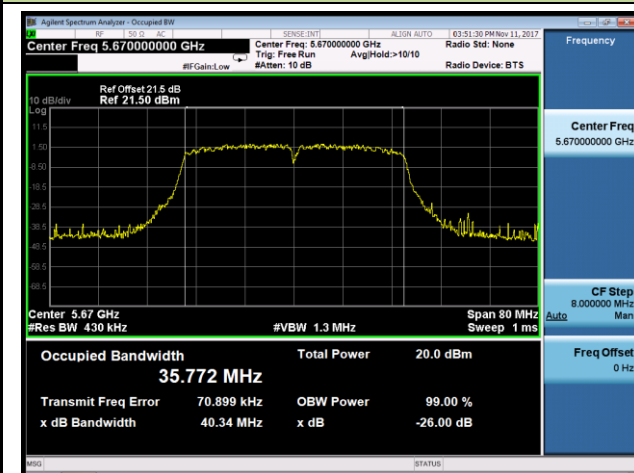 Agilent Spectrum Analyzer - Occupied BW
RF 50 Ω AC SENSE:INT ALIGN AUTO 03:51:30 PM Nov 11, 2017
Center Freq 5.670000000 GHz
Center Freq: 5.670000000 GHz
Radio Std: None
Trig: Free Run Avg|Hold:>10/10
#IFGain:Low #Atten: 10 dB Radio Device: BTS
Ref Offset 21.5 dB
10 dB/div Ref 21.50 dBm
Log
11.5
1.50
-8.50
-18.5
-28.5
-38.5
-48.5
-58.5
-68.5
Center 5.67 GHz Span 80 MHz
#Res BW 430 kHz #VBW 1.3 MHz Sweep 1 ms
Occupied Bandwidth Total Power 20.0 dBm
35.772 MHz
Transmit Freq Error 70.899 kHz OBW Power 99.00 %
x dB Bandwidth 40.34 MHz x dB -26.00 dB
MSG STATUS
Frequency
Center Freq
5.670000000 GHz
CF Step
8.000000 MHz
Auto Man
Freq Offset
0 Hz